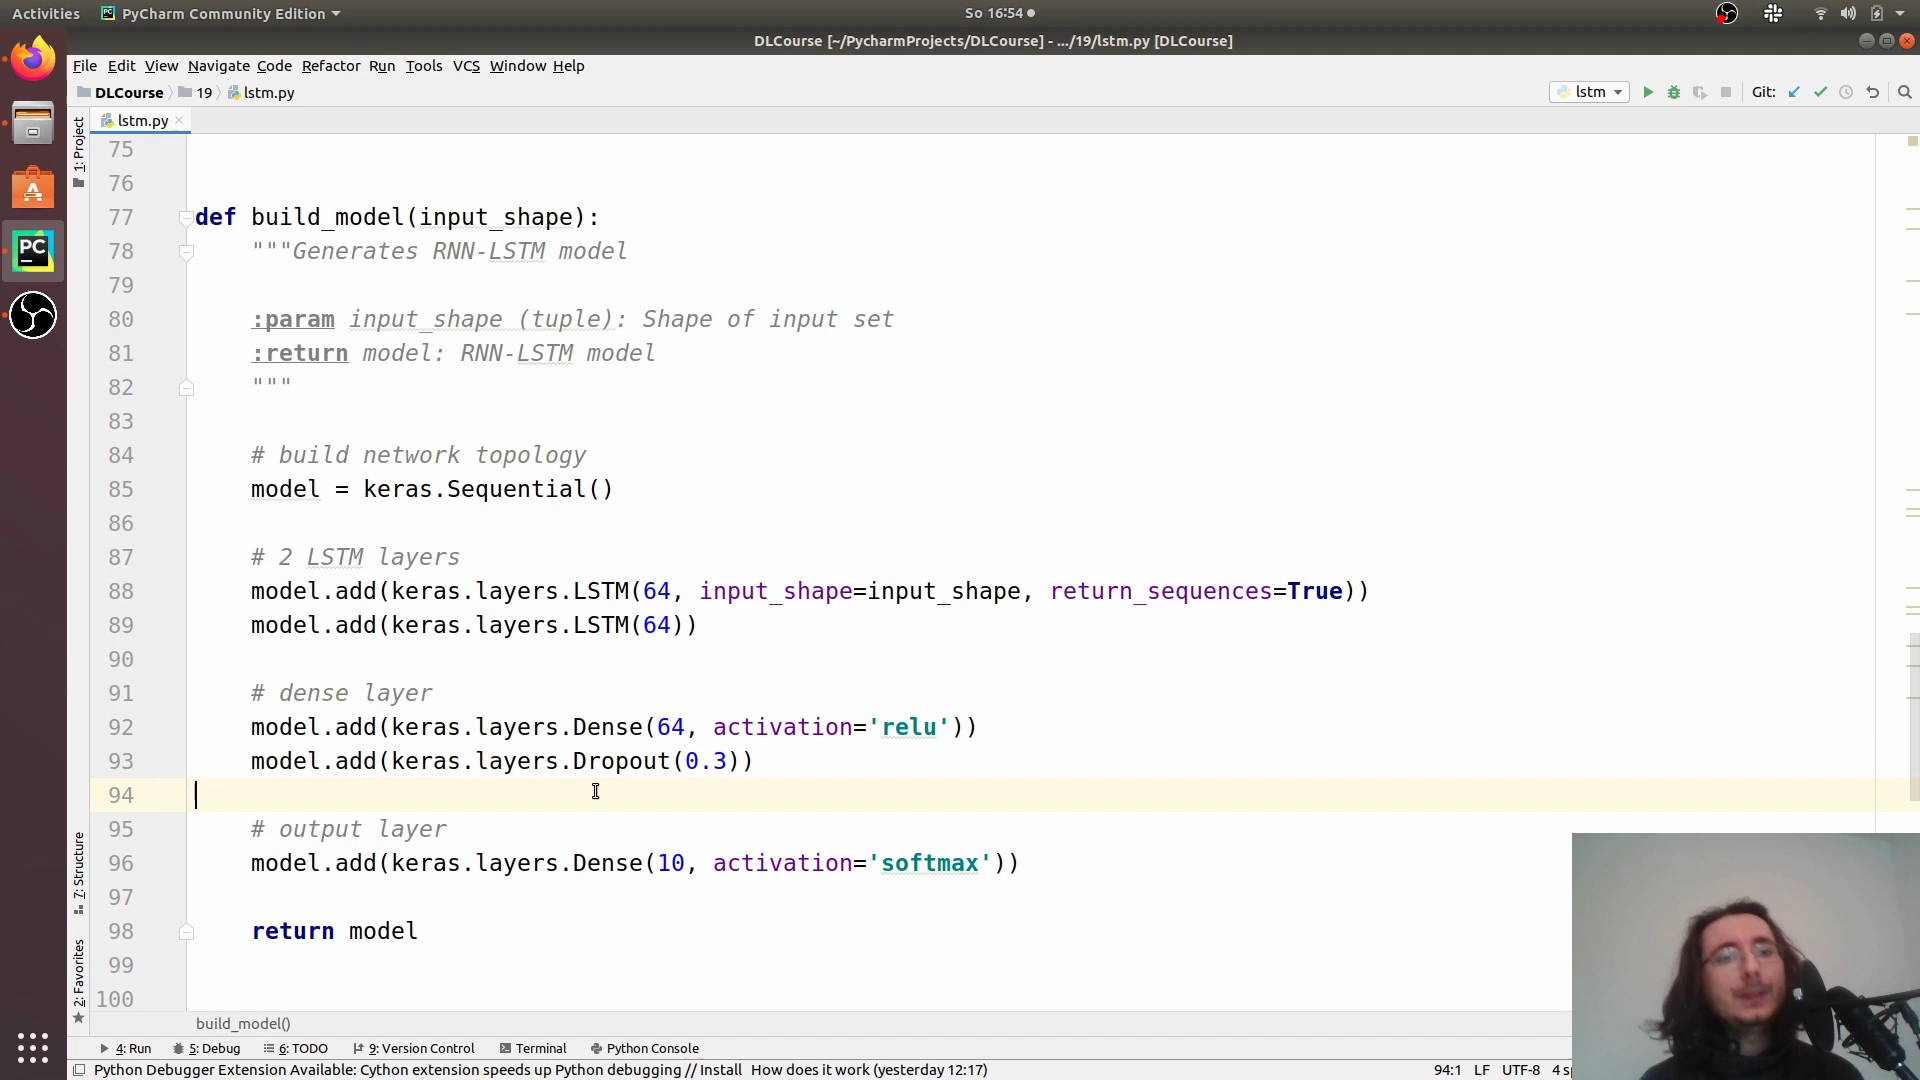 Activities PyCharm Community Edition So 16:54
DLCourse [~/PycharmProjects/DLCourse] - .../19/lstm.py [DLCourse]
File Edit View Navigate Code Refactor Run Tools VCS Window Help
DLCourse 19 lstm.py lstm Git:
lstm.py
1: Project
75
76
77 def build_model(input_shape):
78 """Generates RNN-LSTM model
79
80 :param input_shape (tuple): Shape of input set
81 :return model: RNN-LSTM model
82 """
83
84 # build network topology
85 model = keras.Sequential()
86
87 # 2 LSTM layers
88 model.add(keras.layers.LSTM(64, input_shape=input_shape, return_sequences=True))
89 model.add(keras.layers.LSTM(64))
90
91 # dense layer
92 model.add(keras.layers.Dense(64, activation='relu'))
93 model.add(keras.layers.Dropout(0.3))
94
95 # output layer
96 model.add(keras.layers.Dense(10, activation='softmax'))
97
98 return model
99
100
7: Structure
2: Favorites
build_model()
4: Run 5: Debug 6: TODO 9: Version Control Terminal Python Console
Python Debugger Extension Available: Cython extension speeds up Python debugging // Install How does it work (yesterday 12:17) 94:1 LF UTF-8 4